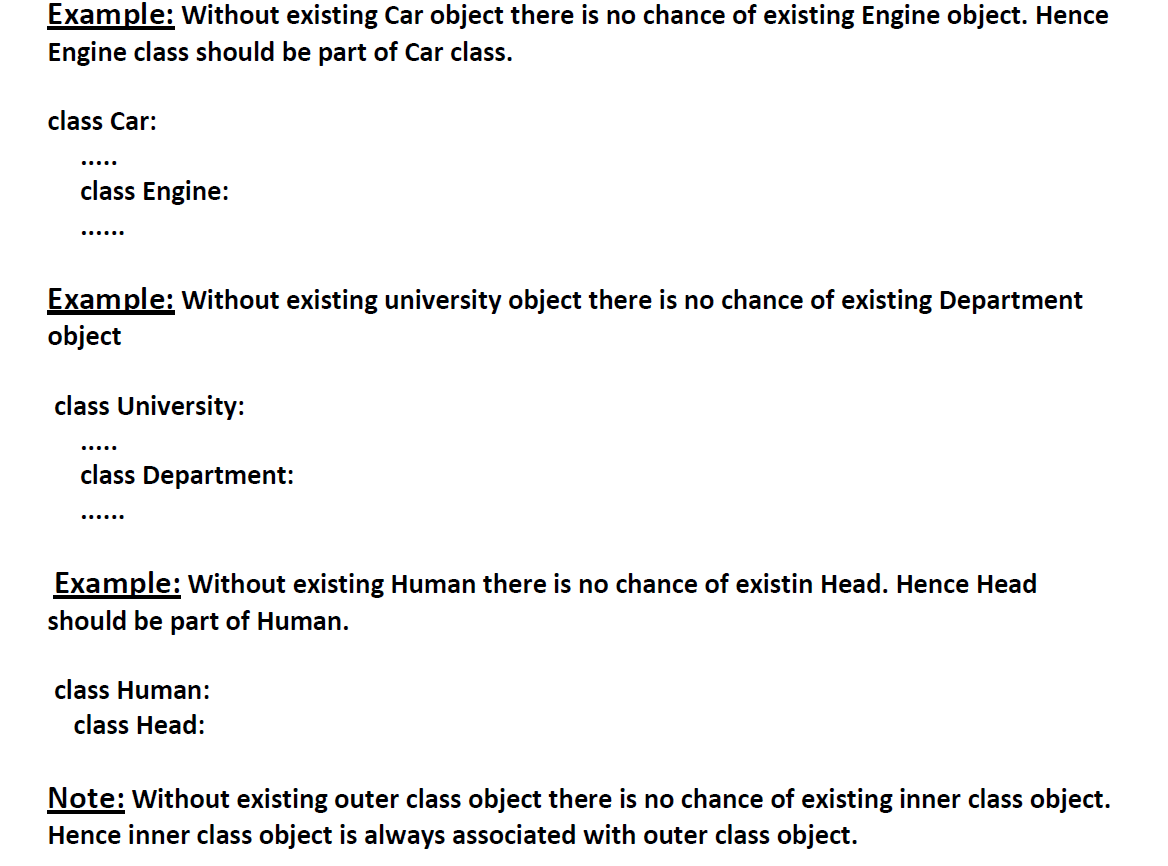 Example: Without existing Car object there is no chance of existing Engine object. Hence
Engine class should be part of Car class.
class Car:
.....
class Engine:
......
Example: Without existing university object there is no chance of existing Department
object
class University:
.....
class Department:
......
Example: Without existing Human there is no chance of existin Head. Hence Head
should be part of Human.
class Human:
class Head:
Note: Without existing outer class object there is no chance of existing inner class object.
Hence inner class object is always associated with outer class object.